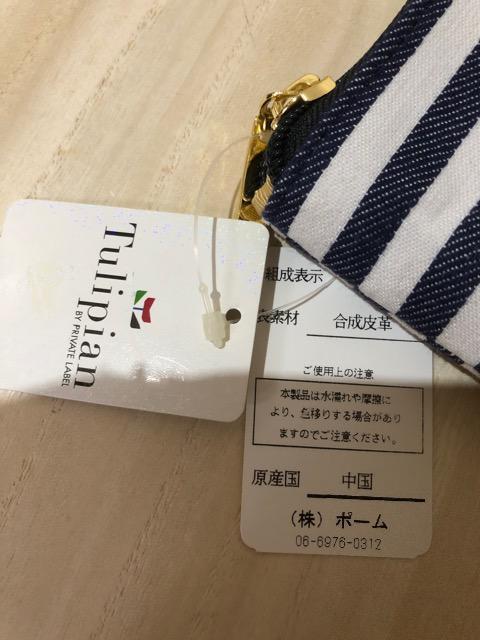 Tulipian
BY PRIVATE LABEL
組成表示
表素材 合成皮革
ご使用上の注意
本製品は水濡れや摩擦に
より、色移りする場合があり
ますのでご注意ください。
原産国 中国
（株）ポーム
06-6976-0312